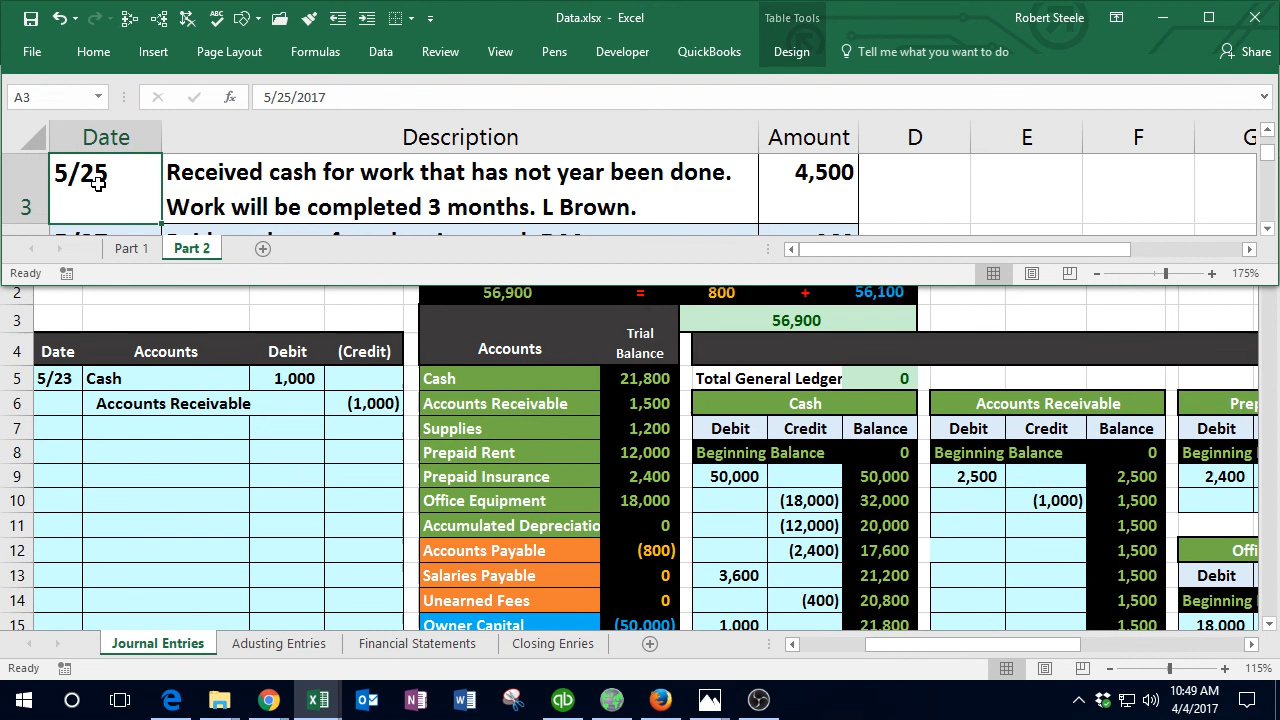 Data.xlsx - Excel
Table Tools
Robert Steele
File Home Insert Page Layout Formulas Data Review View Pens Developer QuickBooks Design Tell me what you want to do Share
A3 fx 5/25/2017
Date Description Amount D E F G
3 5/25 Received cash for work that has not year been done. 4,500
Work will be completed 3 months. L Brown.
Part 1 Part 2
Ready 175%
2 56,900 = 800 + 56,100
3 56,900
4 Date Accounts Debit (Credit) Accounts Trial Balance
5 5/23 Cash 1,000 Cash 21,800 Total General Ledger 0
6 Accounts Receivable (1,000) Accounts Receivable 1,500 Cash Accounts Receivable Prep
7 Supplies 1,200 Debit Credit Balance Debit Credit Balance Debit
8 Prepaid Rent 12,000 Beginning Balance 0 Beginning Balance 0 Beginning
9 Prepaid Insurance 2,400 50,000 50,000 2,500 2,500 2,400
10 Office Equipment 18,000 (18,000) 32,000 (1,000) 1,500
11 Accumulated Depreciatio 0 (12,000) 20,000 1,500
12 Accounts Payable (800) (2,400) 17,600 1,500 Offi
13 Salaries Payable 0 3,600 21,200 1,500 Debit
14 Unearned Fees 0 (400) 20,800 1,500 Beginning
15 Owner Capital (50,000) 1,000 21,800 1,500 18,000
Journal Entries Adusting Entries Financial Statements Closing Enries
Ready 115%
10:49 AM
4/4/2017